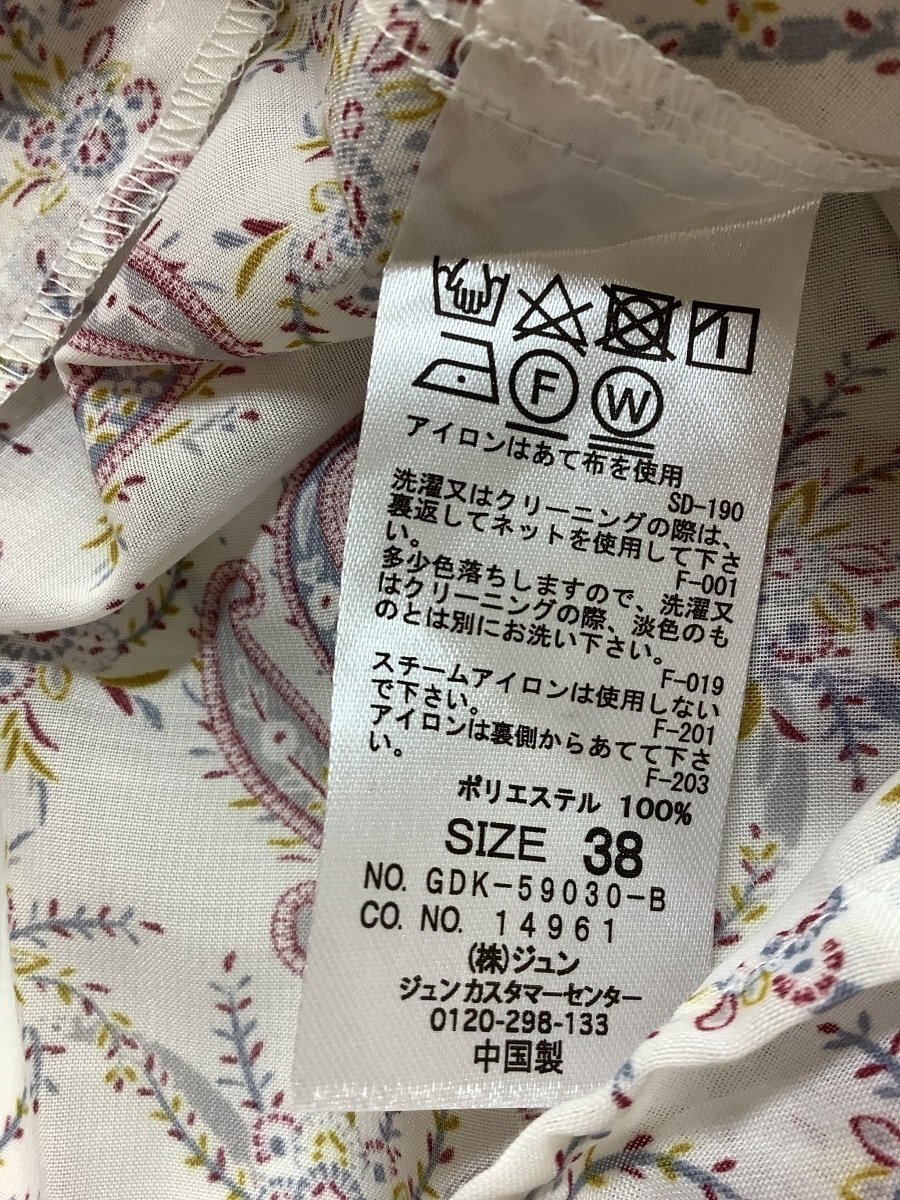 F W
アイロンはあて布を使用
SD-190
洗濯又はクリーニングの際は、
裏返してネットを使用して下さ
い。
F-001
多少色落ちしますので、洗濯又
はクリーニングの際、淡色のも
のとは別にお洗い下さい。
F-019
スチームアイロンは使用しない
で下さい。
F-201
アイロンは裏側からあてて下さ
い。
F-203
ポリエステル 100%
SIZE 38
NO. GDK-59030-B
CO. NO. 14961
(株)ジュン
ジュンカスタマーセンター
0120-298-133
中国製